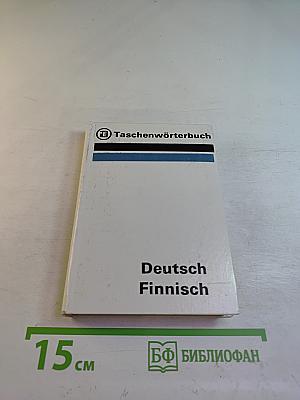 Taschenwörterbuch
Deutsch
Finnisch
15 см
БФ БИБЛИОФАН